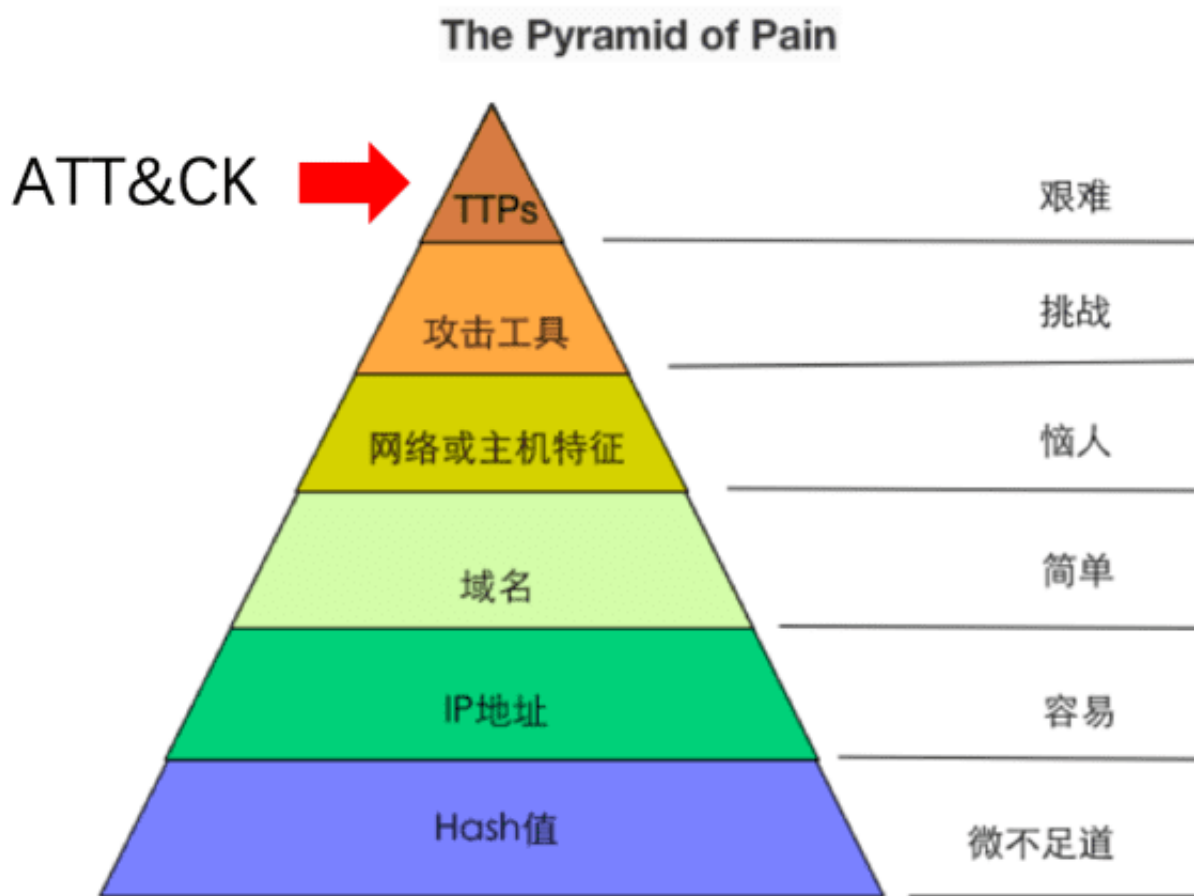 The Pyramid of Pain
ATT&CK
TTPs
艰难
攻击工具
挑战
网络或主机特征
恼人
域名
简单
IP地址
容易
Hash值
微不足道